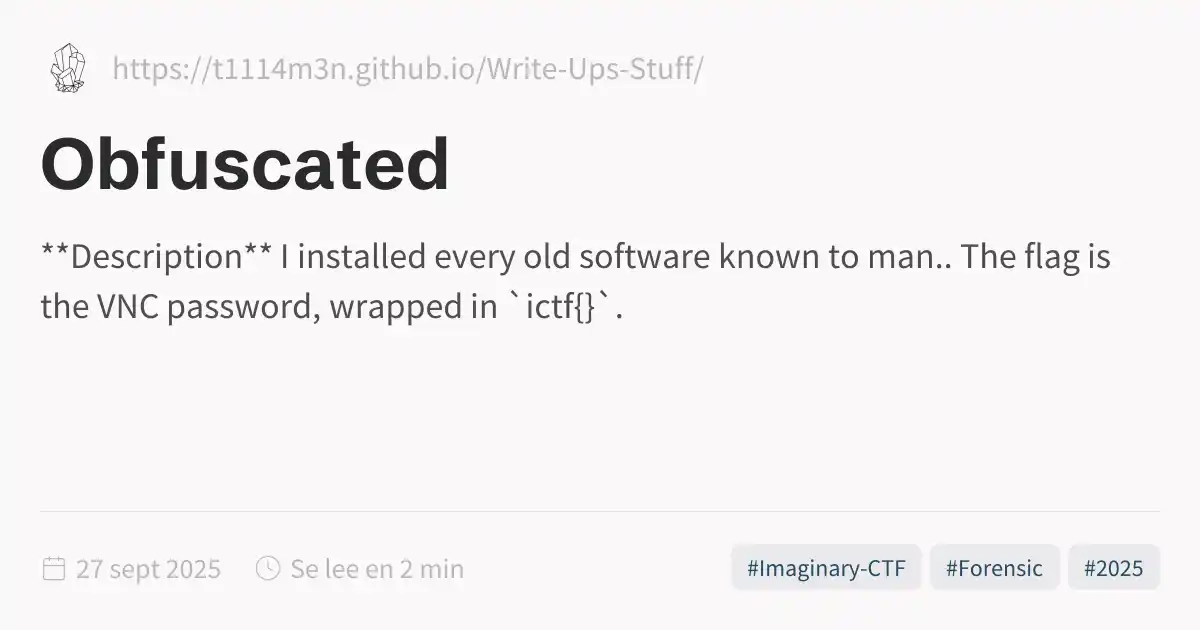 https://t1114m3n.github.io/Write-Ups-Stuff/
Obfuscated
**Description** I installed every old software known to man.. The flag is
the VNC password, wrapped in `ictf{}`.
27 sept 2025
Se lee en 2 min
#Imaginary-CTF
#Forensic
#2025